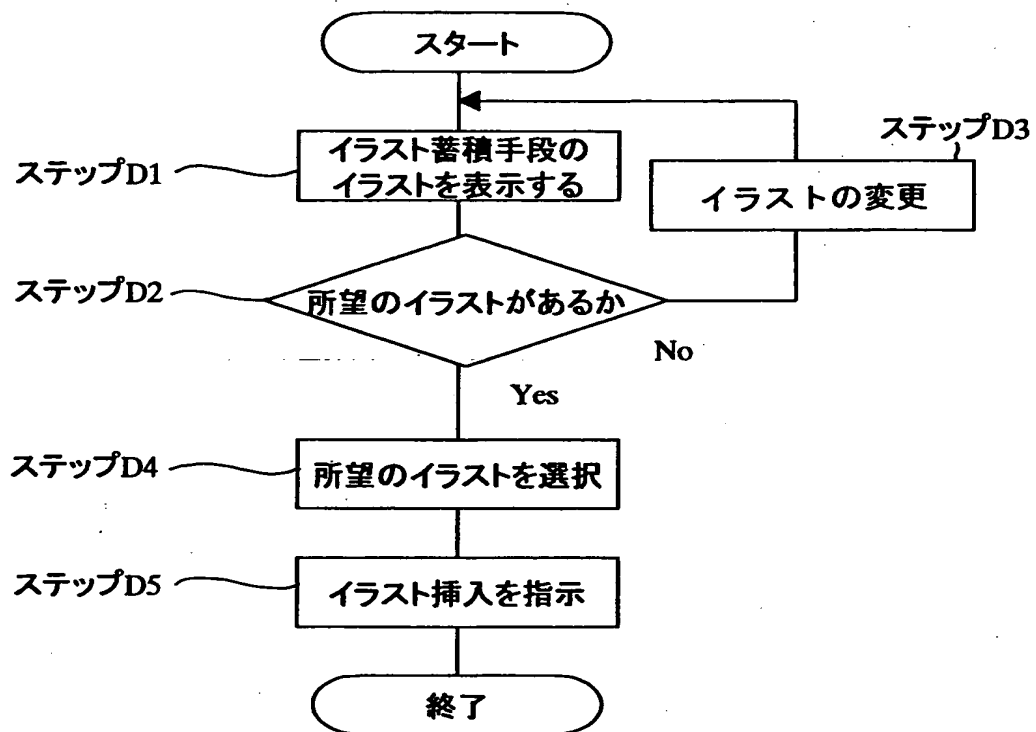 スタート
ステップD3
ステップD1
イラスト蓄積手段の
イラストを表示する
イラストの変更
ステップD2
所望のイラストがあるか
No
Yes
ステップD4
所望のイラストを選択
ステップD5
イラスト挿入を指示
終了